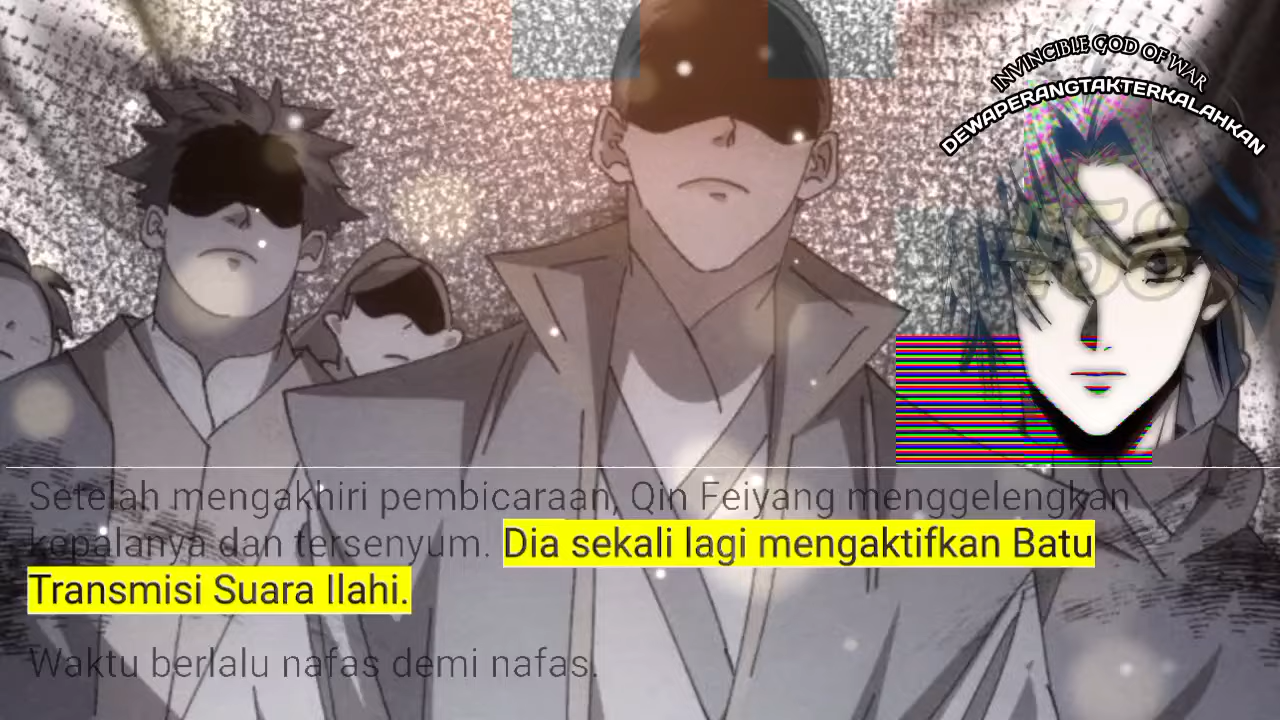 INVINCIBLE GOD OF WAR
DEWAPERANGTAKTERKALAHKAN
Setelah mengakhiri pembicaraan, Qin Feiyang menggelengkan
kepalanya dan tersenyum. Dia sekali lagi mengaktifkan Batu
Transmisi Suara Ilahi.
Waktu berlalu nafas demi nafas.